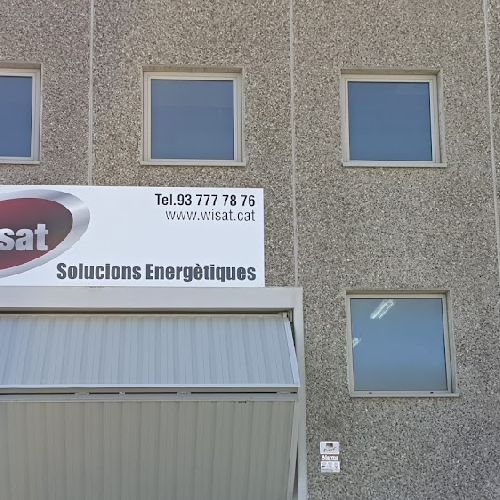 Tel.93 777 78 76
www.wisat.cat
sat
Solucions Energètiques